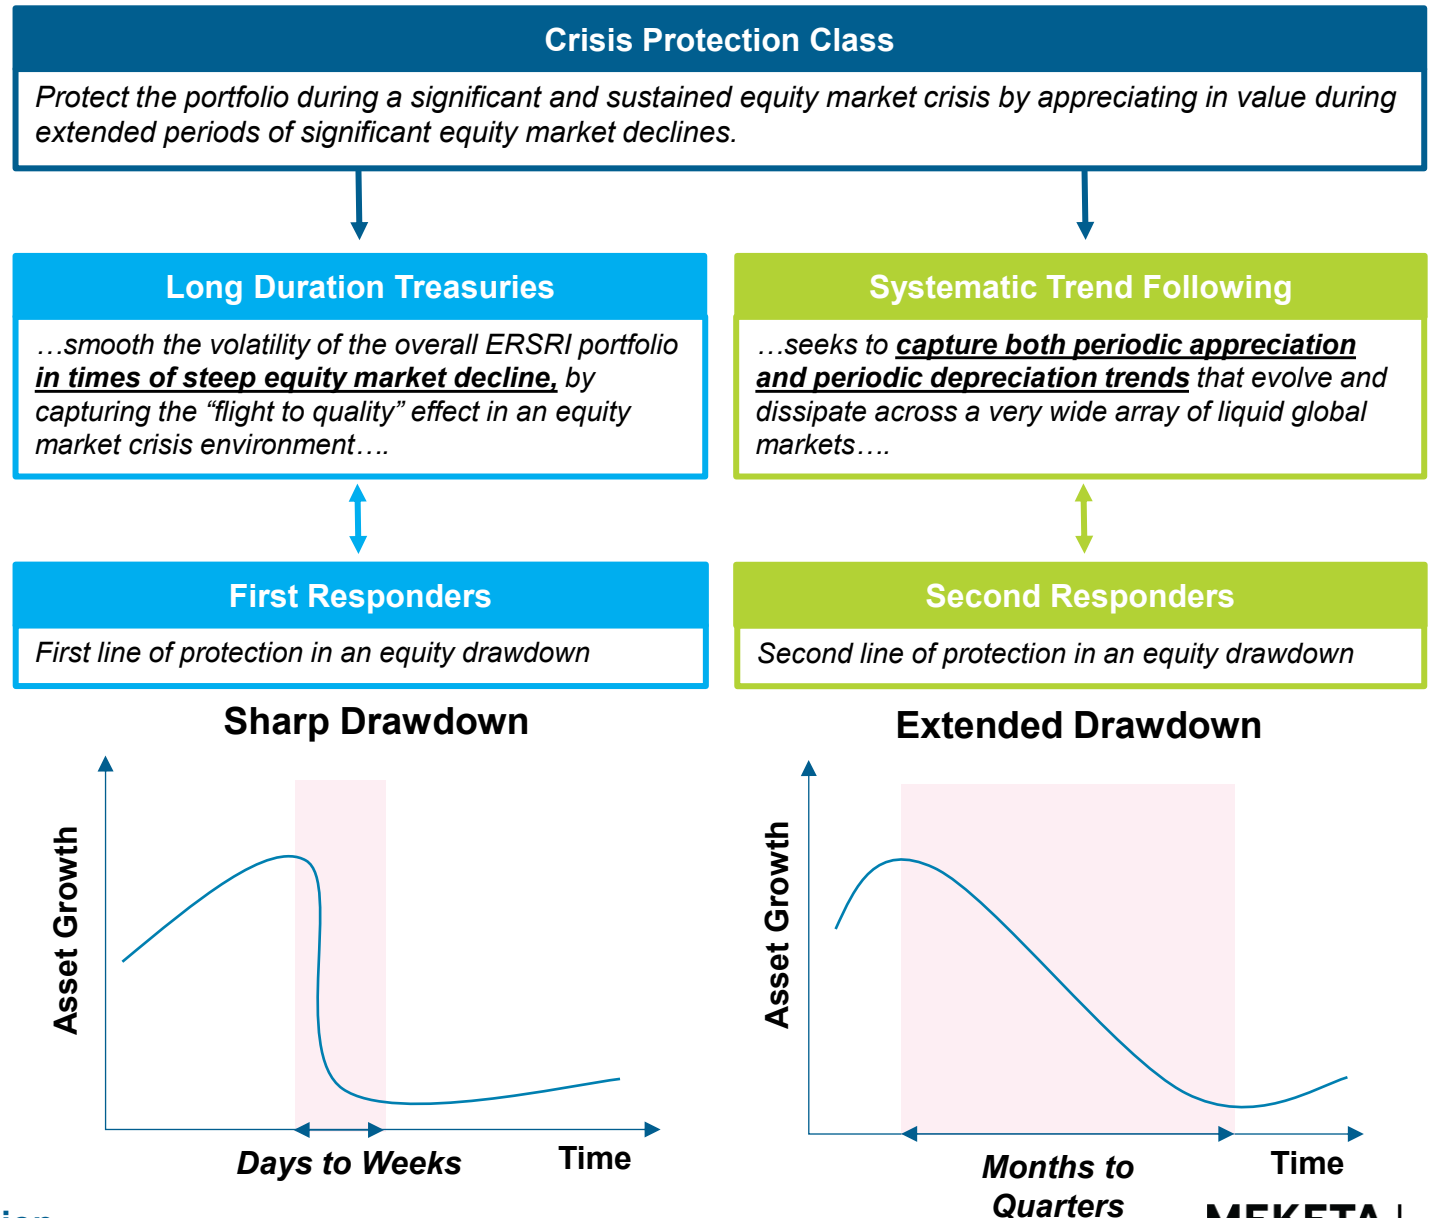 Crisis Protection Class
Protect the portfolio during a significant and sustained equity market crisis by appreciating in value during
extended periods of significant equity market declines.
Long Duration Treasuries
…smooth the volatility of the overall ERSRI portfolio
in times of steep equity market decline, by
capturing the “flight to quality” effect in an equity
market crisis environment….
Systematic Trend Following
…seeks to capture both periodic appreciation
and periodic depreciation trends that evolve and
dissipate across a very wide array of liquid global
markets….
First Responders
First line of protection in an equity drawdown
Second Responders
Second line of protection in an equity drawdown
Sharp Drawdown
Asset Growth
Days to Weeks
Time
Extended Drawdown
Asset Growth
Months to
Quarters
Time
MEKETA